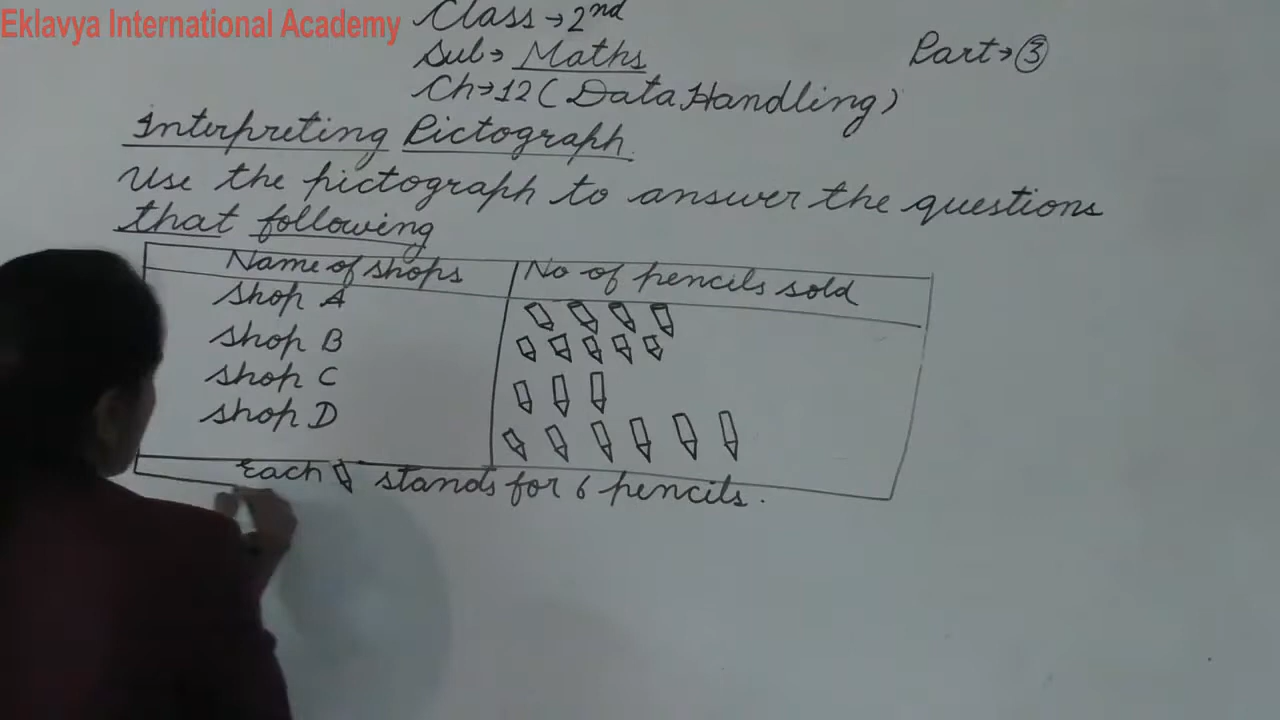 Eklavya International Academy
Class → 2nd
Sub → Maths
Part → 3
Ch → 12 (Data Handling)
Interpreting Pictograph.
Use the pictograph to answer the questions
that following
Name of shops No of pencils sold
Shop A
Shop B
Shop C
Shop D
Each stands for 6 pencils.